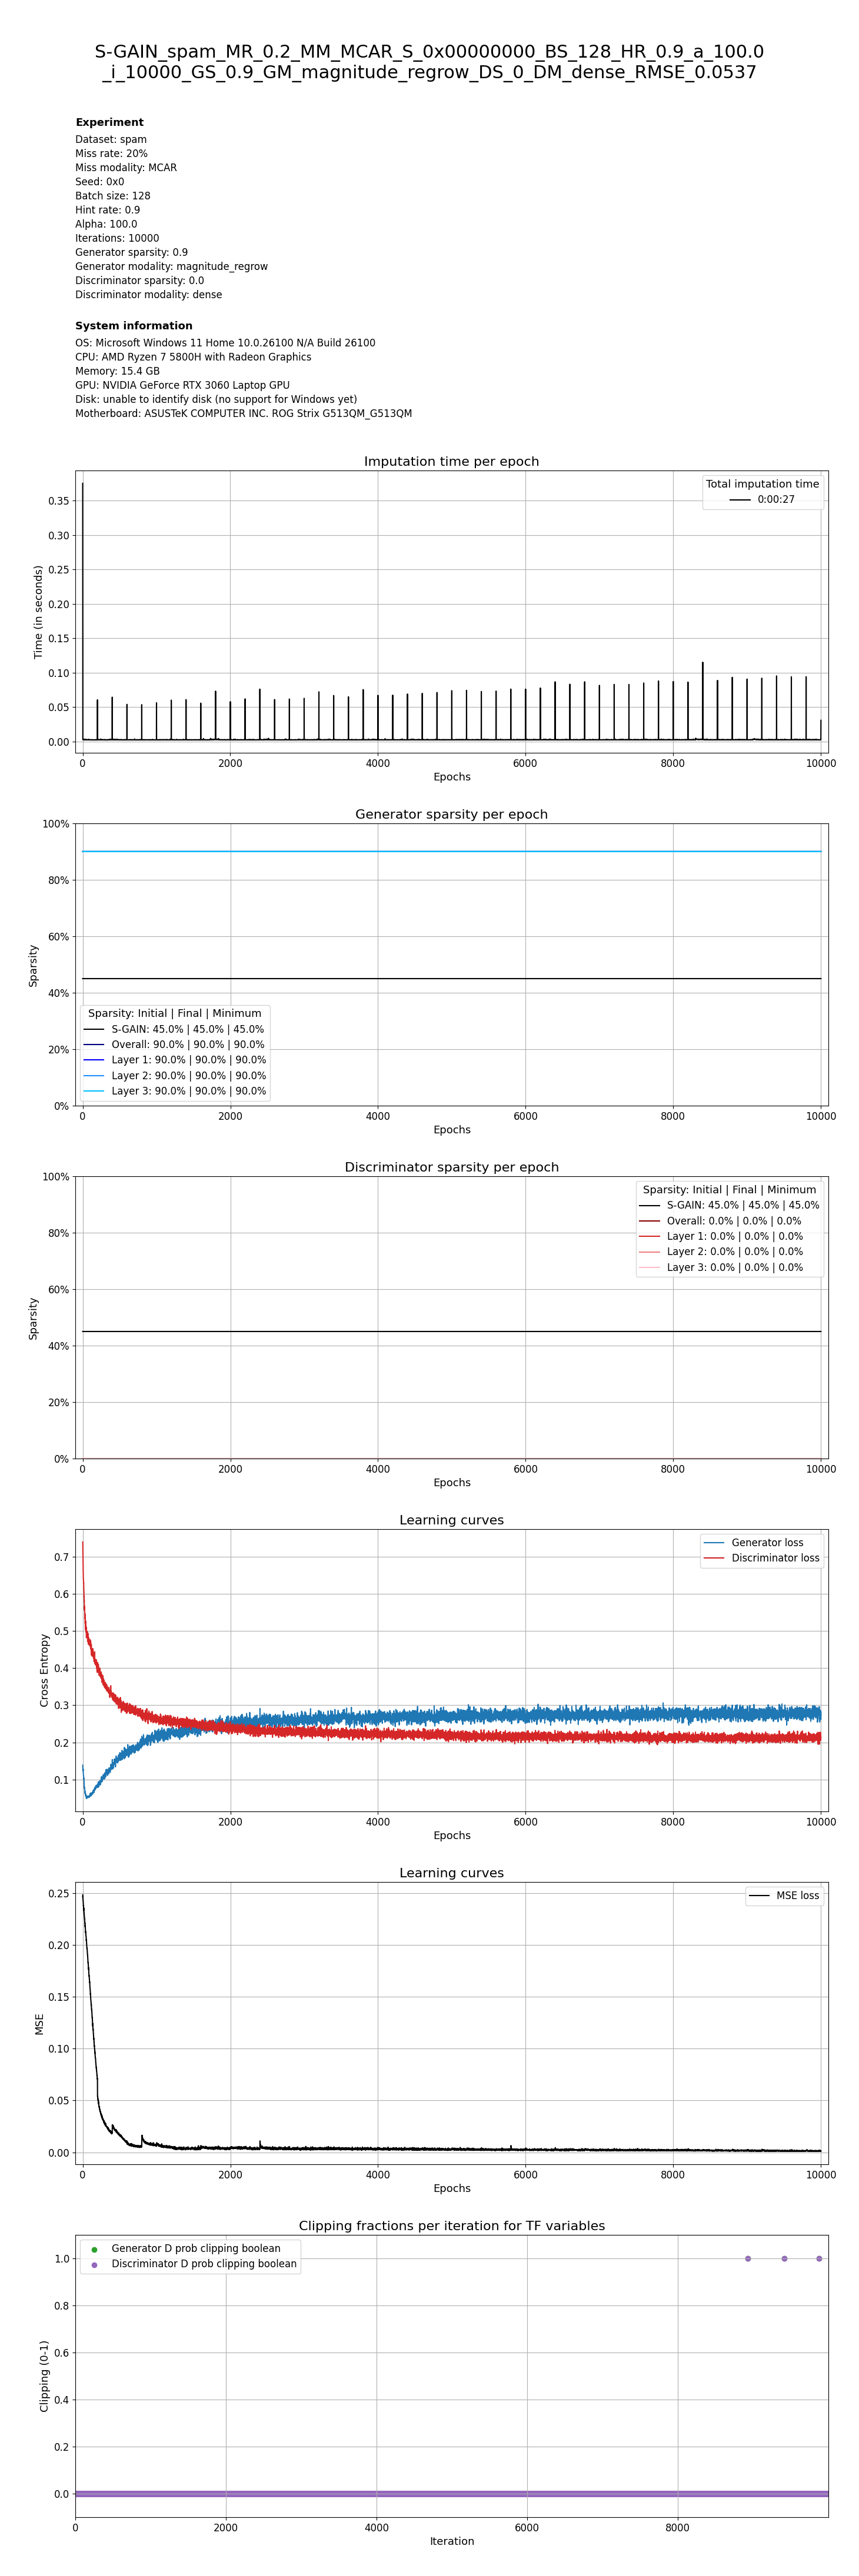 S-GAIN_spam_MR_0.2_MM_MCAR_S_0x00000000_BS_128_HR_0.9_a_100.0
_i_10000_GS_0.9_GM_magnitude_regrow_DS_0_DM_dense_RMSE_0.0537
Experiment
Dataset: spam
Miss rate: 20%
Miss modality: MCAR
Seed: 0x0
Batch size: 128
Hint rate: 0.9
Alpha: 100.0
Iterations: 10000
Generator sparsity: 0.9
Generator modality: magnitude_regrow
Discriminator sparsity: 0.0
Discriminator modality: dense
System information
OS: Microsoft Windows 11 Home 10.0.26100 N/A Build 26100
CPU: AMD Ryzen 7 5800H with Radeon Graphics
Memory: 15.4 GB
GPU: NVIDIA GeForce RTX 3060 Laptop GPU
Disk: unable to identify disk (no support for Windows yet)
Motherboard: ASUSTeK COMPUTER INC. ROG Strix G513QM_G513QM
Imputation time per epoch
Total imputation time
0:00:27
Time (in seconds)
0.35
0.30
0.25
0.20
0.15
0.10
0.05
0.00
0 2000 4000 6000 8000 10000
Epochs
Generator sparsity per epoch
Sparsity
100%
80%
60%
40%
20%
0%
Sparsity: Initial | Final | Minimum
S-GAIN: 45.0% | 45.0% | 45.0%
Overall: 90.0% | 90.0% | 90.0%
Layer 1: 90.0% | 90.0% | 90.0%
Layer 2: 90.0% | 90.0% | 90.0%
Layer 3: 90.0% | 90.0% | 90.0%
0 2000 4000 6000 8000 10000
Epochs
Discriminator sparsity per epoch
Sparsity
100%
80%
60%
40%
20%
0%
Sparsity: Initial | Final | Minimum
S-GAIN: 45.0% | 45.0% | 45.0%
Overall: 0.0% | 0.0% | 0.0%
Layer 1: 0.0% | 0.0% | 0.0%
Layer 2: 0.0% | 0.0% | 0.0%
Layer 3: 0.0% | 0.0% | 0.0%
0 2000 4000 6000 8000 10000
Epochs
Learning curves
Generator loss
Discriminator loss
Cross Entropy
0.7
0.6
0.5
0.4
0.3
0.2
0.1
0 2000 4000 6000 8000 10000
Epochs
Learning curves
MSE loss
MSE
0.25
0.20
0.15
0.10
0.05
0.00
0 2000 4000 6000 8000 10000
Epochs
Clipping fractions per iteration for TF variables
Generator D prob clipping boolean
Discriminator D prob clipping boolean
Clipping (0-1)
1.0
0.8
0.6
0.4
0.2
0.0
0 2000 4000 6000 8000
Iteration